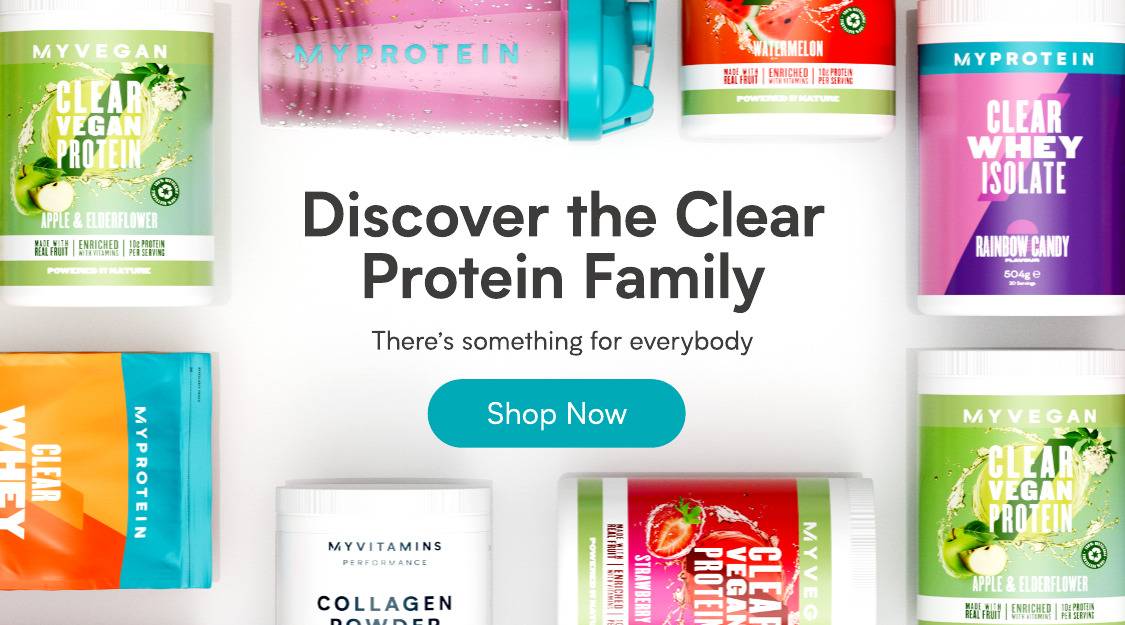 MYVEGAN
CLEAR
VEGAN
PROTEIN
APPLE & ELDERFLOWER
MADE WITH
REAL FRUIT
ENRICHED
WITH VITAMINS
10g PROTEIN
PER SERVING
POWERED BY NATURE
MYPROTEIN
WATERMELON
MADE WITH
REAL FRUIT
ENRICHED
WITH VITAMINS
10g PROTEIN
PER SERVING
POWERED BY NATURE
MYPROTEIN
CLEAR
WHEY
ISOLATE
RAINBOW CANDY
FLAVOUR
504g e
20 Servings
Discover the Clear
Protein Family
There's something for everybody
Shop Now
MYPROTEIN
CLEAR
WHEY
MYVITAMINS
PERFORMANCE
COLLAGEN
POWDER
MYVEG
CLEAR
VEGAN
PROTEIN
STRAWBERRY
MADE WITH
REAL FRUIT
ENRICHED
MYVEGAN
CLEAR
VEGAN
PROTEIN
APPLE & ELDERFLOWER
MADE WITH
REAL FRUIT
ENRICHED
WITH VITAMINS
10g PROTEIN
PER SERVING